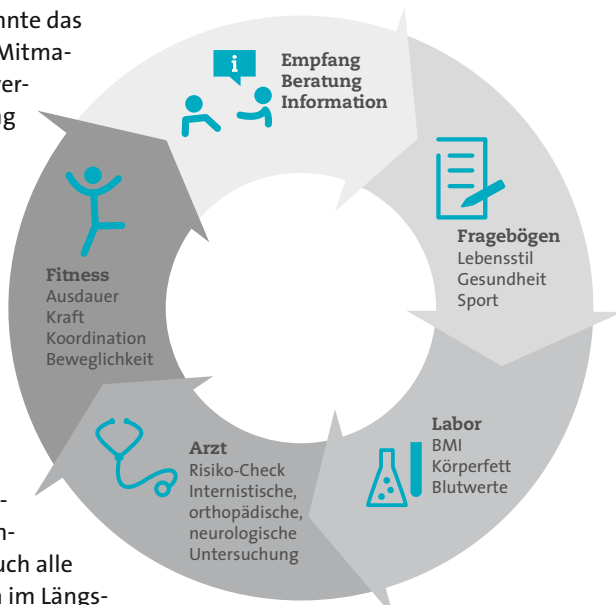 nnte das
Mitma-
ver-
ng
i
Empfang
Beratung
Information
Fragebögen
Lebensstil
Gesundheit
Sport
Labor
BMI
Körperfett
Blutwerte
Arzt
Risiko-Check
Internistische,
orthopädische,
neurologische
Untersuchung
Fitness
Ausdauer
Kraft
Koordination
Beweglichkeit
-
n-
uch alle
im Längs-